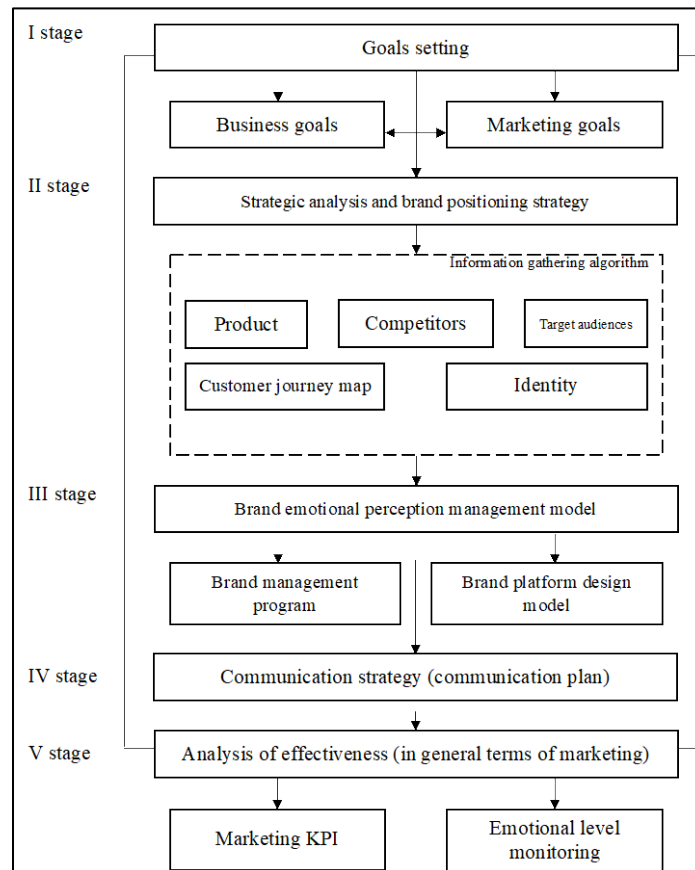 I stage
Goals setting
Business goals
Marketing goals
II stage
Strategic analysis and brand positioning strategy
Information gathering algorithm
Product
Competitors
Target audiences
Customer journey map
Identity
III stage
Brand emotional perception management model
Brand management
program
Brand platform design
model
IV stage
Communication strategy (communication plan)
V stage
Analysis of effectiveness (in general terms of marketing)
Marketing KPI
Emotional level
monitoring